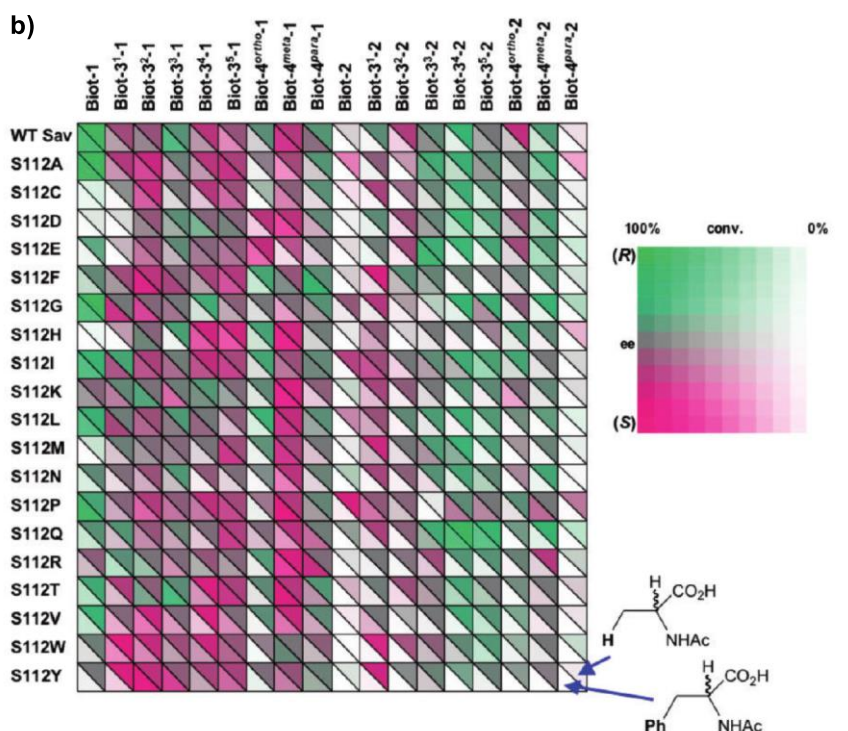 b)
Biot-1 Biot-3¹-1 Biot-3²-1 Biot-3³-1 Biot-3⁴-1 Biot-3⁵-1 Biot-4ortho-1 Biot-4meta-1 Biot-4para-1 Biot-2 Biot-3¹-2 Biot-3²-2 Biot-3³-2 Biot-3⁴-2 Biot-3⁵-2 Biot-4ortho-2 Biot-4meta-2 Biot-4para-2
WT Sav
S112A
S112C
S112D
S112E
S112F
S112G
S112H
S112I
S112K
S112L
S112M
S112N
S112P
S112Q
S112R
S112T
S112V
S112W
S112Y
100% conv. 0%
(R)
ee
(S)
H
CO₂H
H
NHAc
H
CO₂H
Ph
NHAc